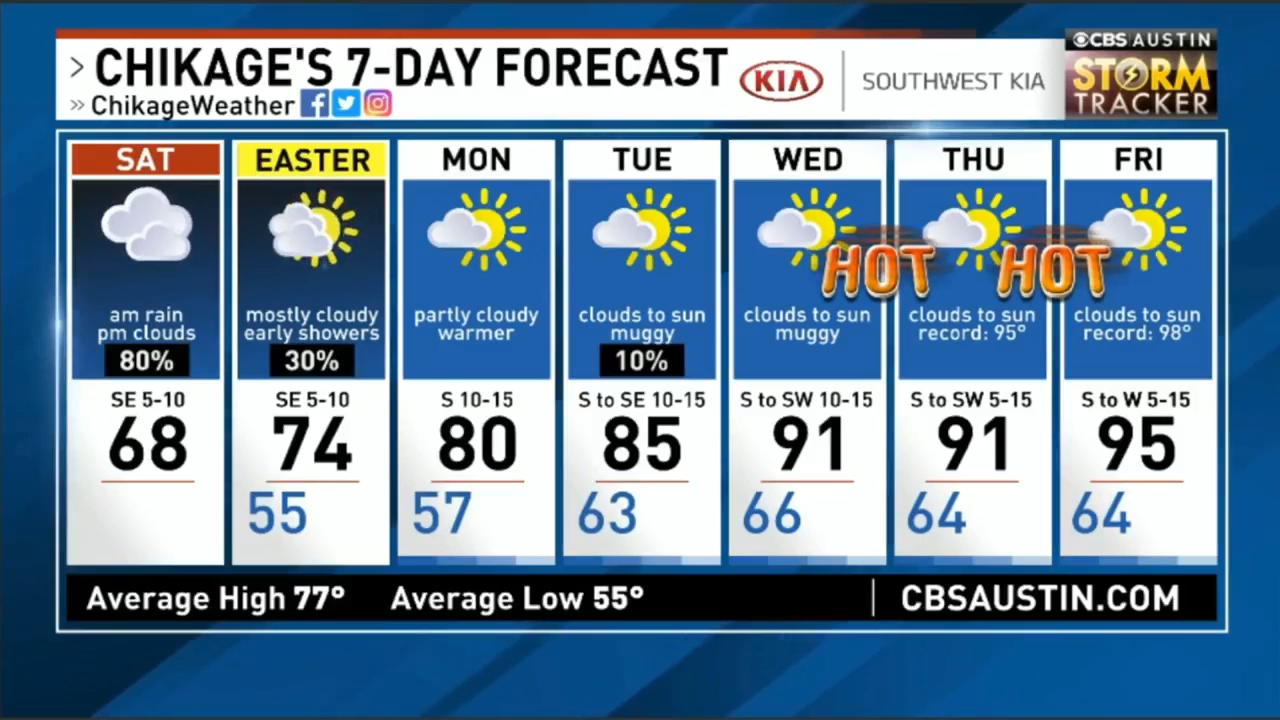 > CHIKAGE'S 7-DAY FORECAST
» ChikageWeather
KIA
SOUTHWEST KIA
CBS AUSTIN
STORM
TRACKER
SAT
am rain
pm clouds
80%
SE 5-10
68
EASTER
mostly cloudy
early showers
30%
SE 5-10
74
55
MON
partly cloudy
warmer
S 10-15
80
57
TUE
clouds to sun
muggy
10%
S to SE 10-15
85
63
WED
clouds to sun
muggy
S to SW 10-15
91
66
HOT
THU
clouds to sun
record: 95°
S to SW 5-15
91
64
HOT
FRI
clouds to sun
record: 98°
S to W 5-15
95
64
Average High 77° Average Low 55°
CBSAUSTIN.COM